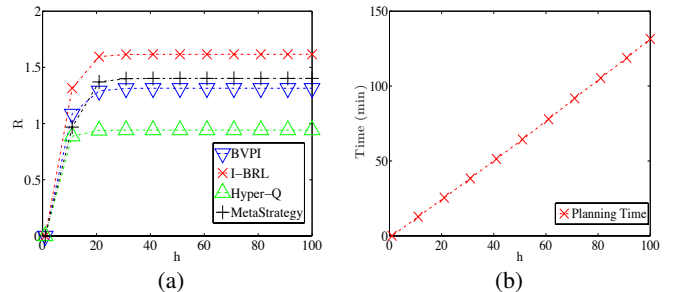 2
1.5
1
0.5
0
R
0 20 40 60 80 100
h
BVPI
I-BRL
Hyper-Q
MetaStrategy
(a)
150
100
50
0
Time (min)
0 20 40 60 80 100
h
Planning Time
(b)